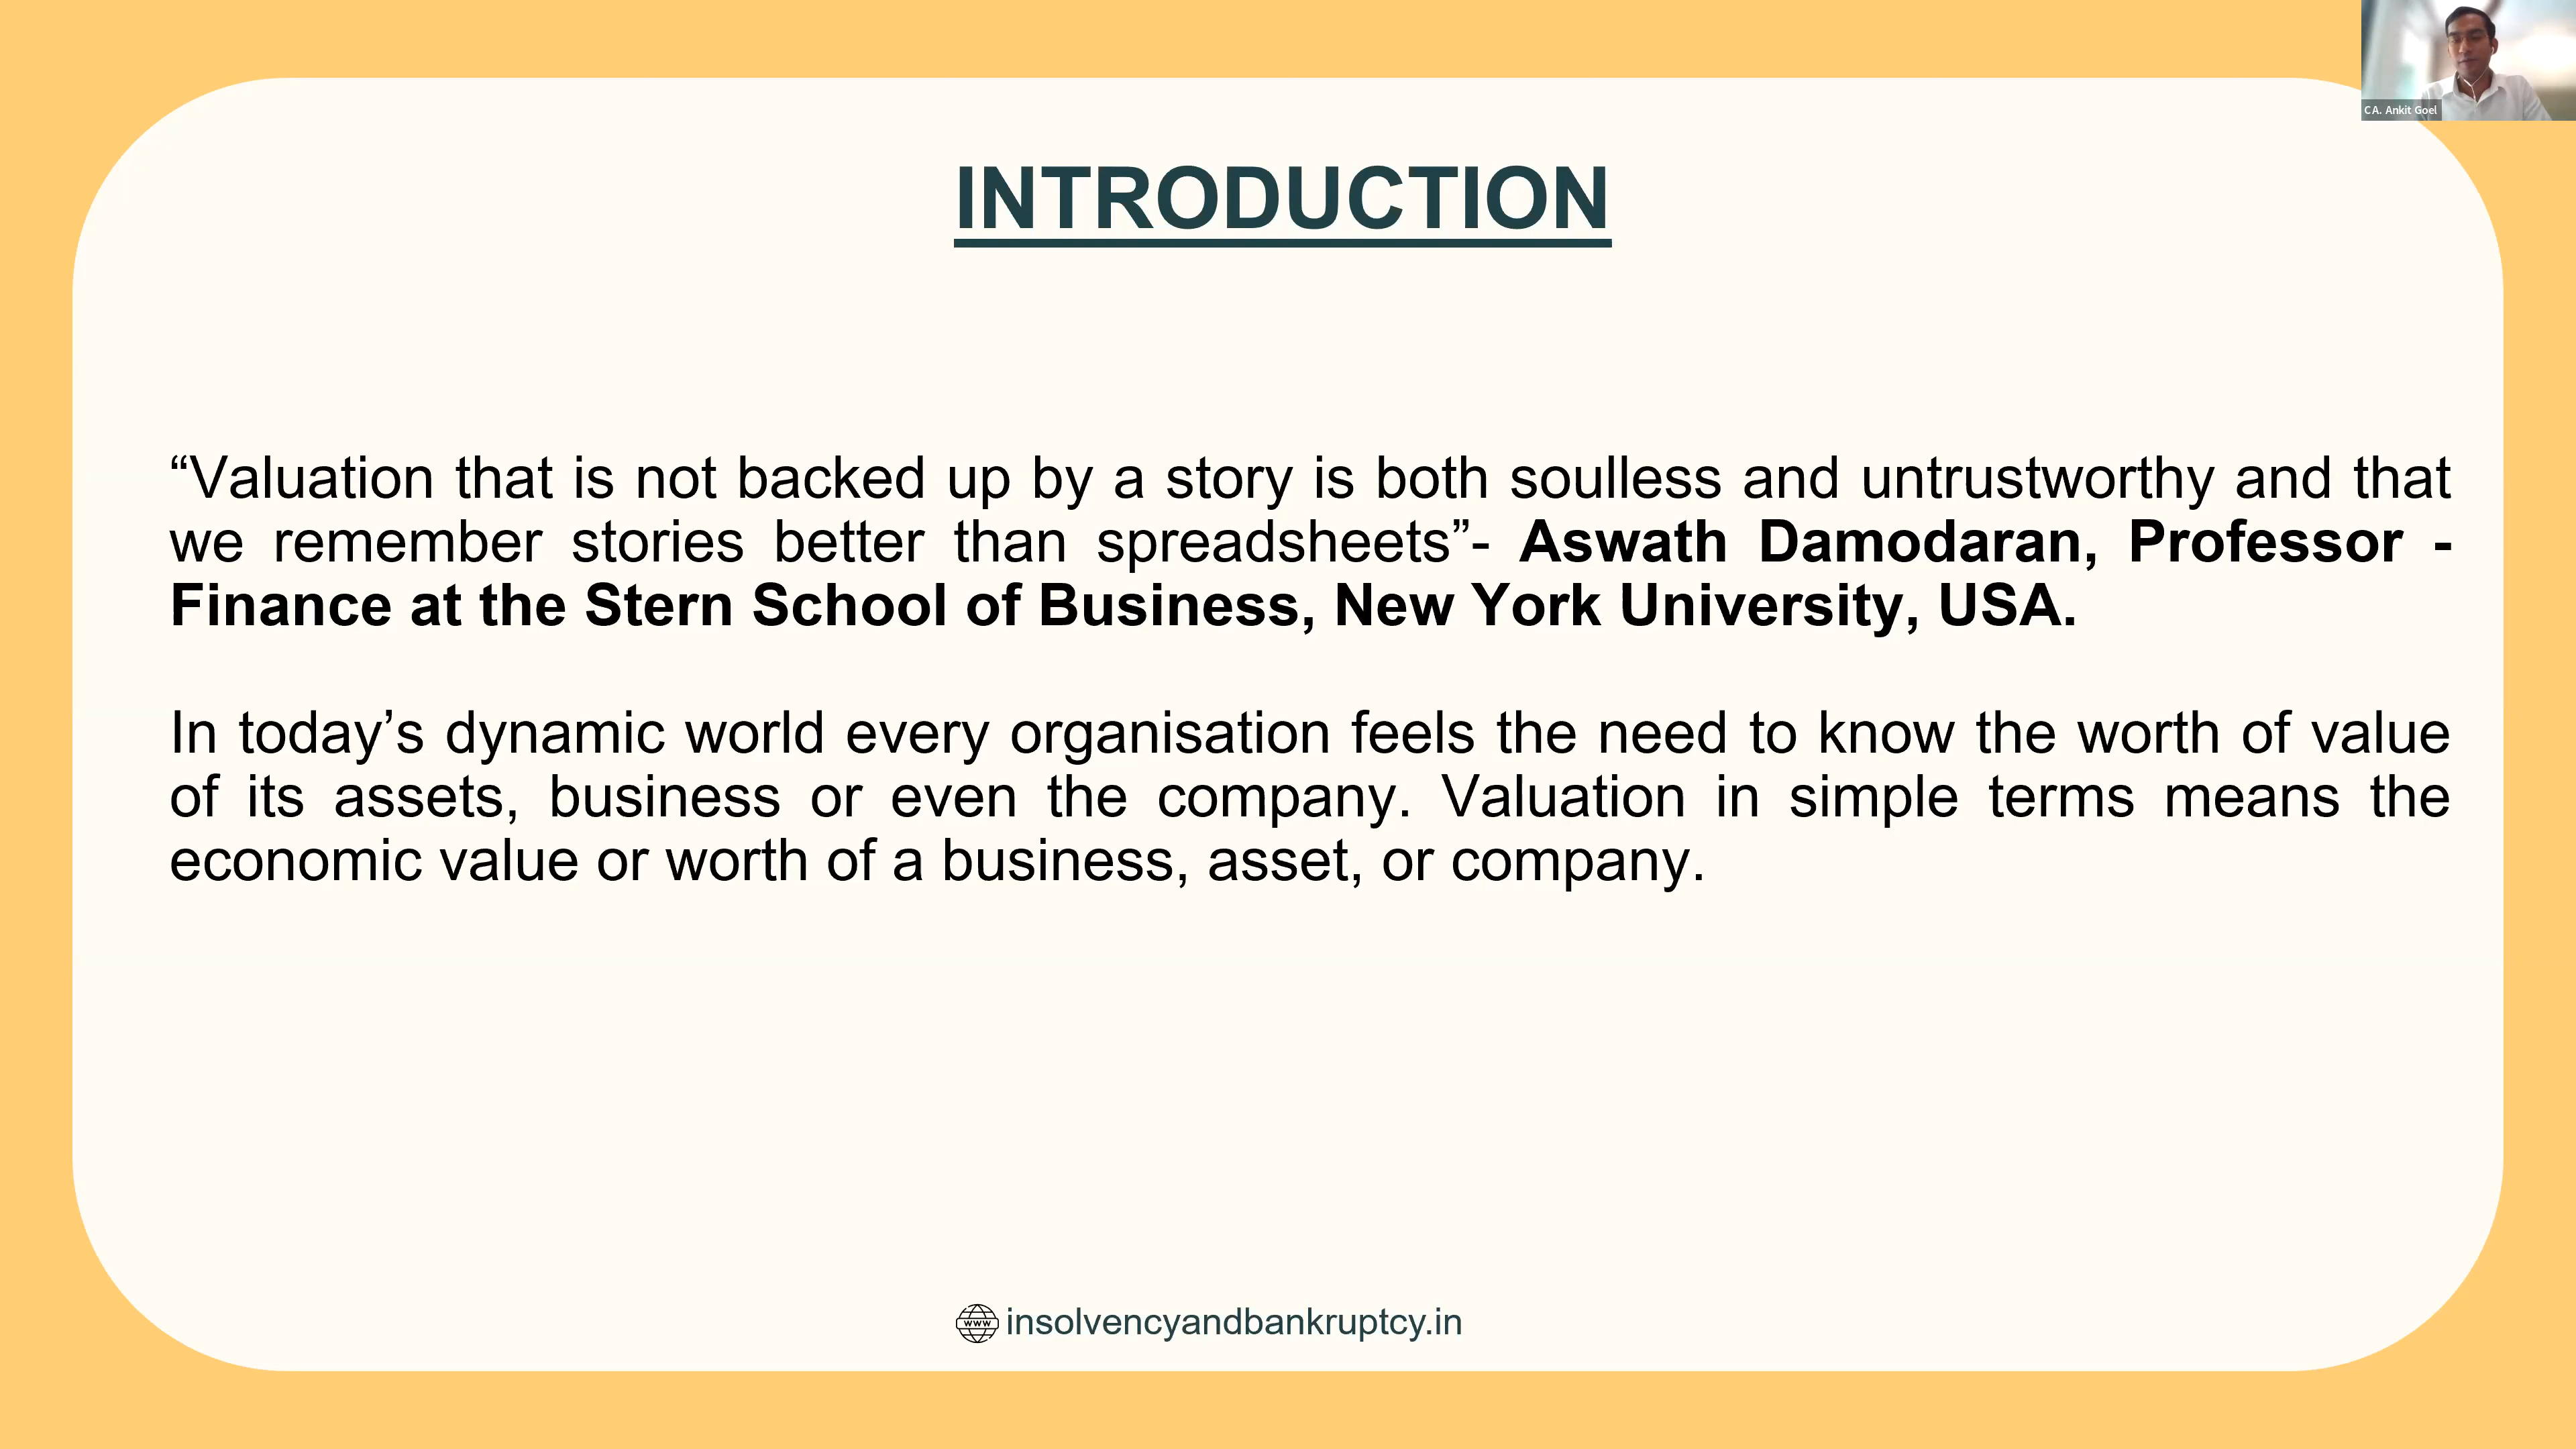 CA. Ankit Goel
INTRODUCTION
“Valuation that is not backed up by a story is both soulless and untrustworthy and that
we remember stories better than spreadsheets”- Aswath Damodaran, Professor -
Finance at the Stern School of Business, New York University, USA.
In today’s dynamic world every organisation feels the need to know the worth of value
of its assets, business or even the company. Valuation in simple terms means the
economic value or worth of a business, asset, or company.
www insolvencyandbankruptcy.in